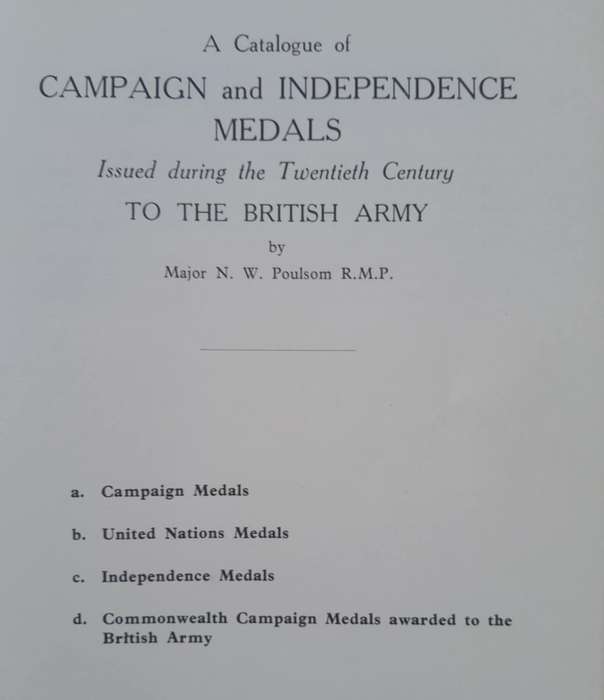 A Catalogue of
CAMPAIGN and INDEPENDENCE
MEDALS
Issued during the Twentieth Century
TO THE BRITISH ARMY
by
Major N. W. Poulsom R.M.P.
a. Campaign Medals
b. United Nations Medals
c. Independence Medals
d. Commonwealth Campaign Medals awarded to the
British Army